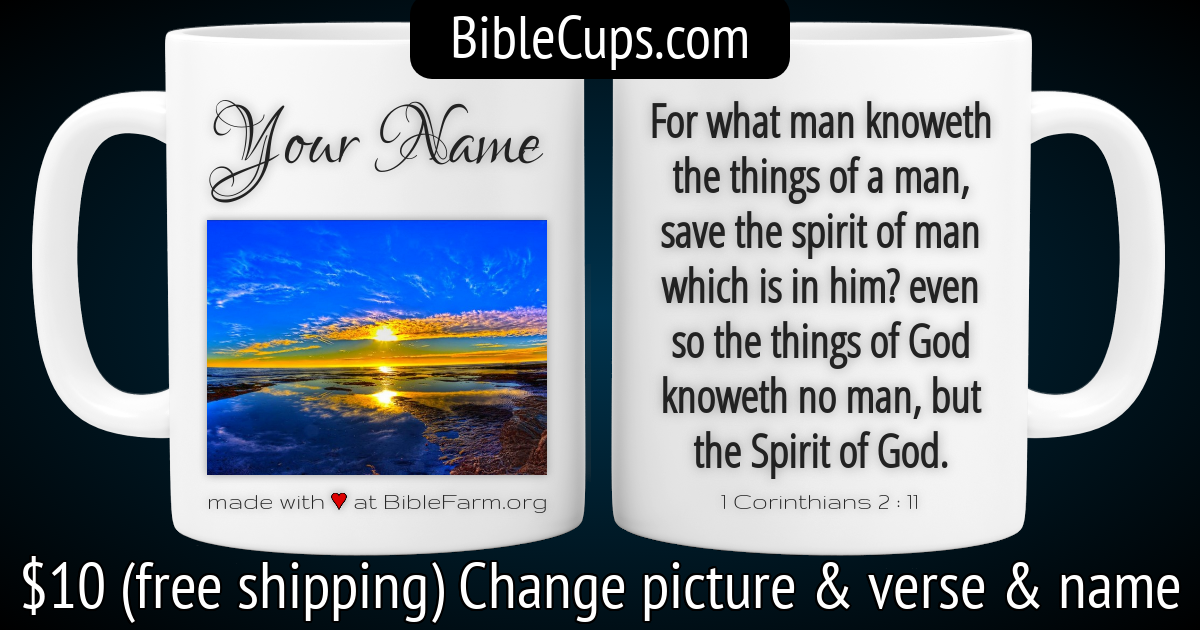 BibleCups.com
Your Name
made with ♥ at BibleFarm.org
For what man knoweth
the things of a man,
save the spirit of man
which is in him? even
so the things of God
knoweth no man, but
the Spirit of God.
1 Corinthians 2 : 11
$10 (free shipping) Change picture & verse & name